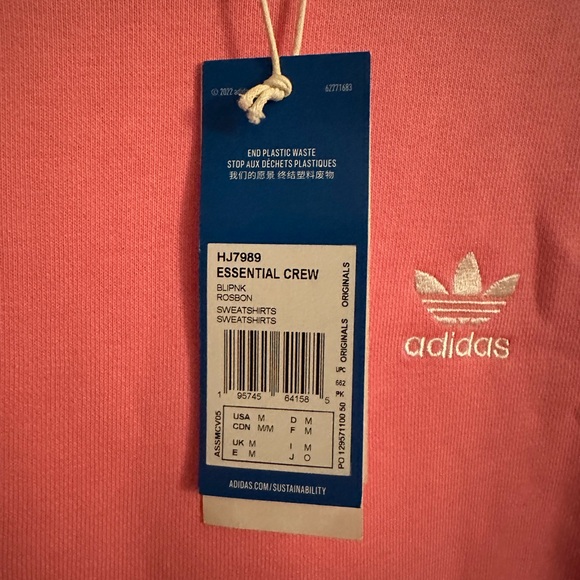 © 2022 adi
62771683
END PLASTIC WASTE
STOP AUX DÉCHETS PLASTIQUES
我们的愿景 终结塑料废物
HJ7989
ESSENTIAL CREW
BLIPNK
ROSBON
SWEATSHIRTS
SWEATSHIRTS
ORIGINALS
ORIGINALS
UPC 662 PK
1 95745 64158 5
ASSMCV05
USA M D M
CDN M/M F M
UK M I M
E M J O
PO 129571100 50
ADIDAS.COM/SUSTAINABILITY
adidas